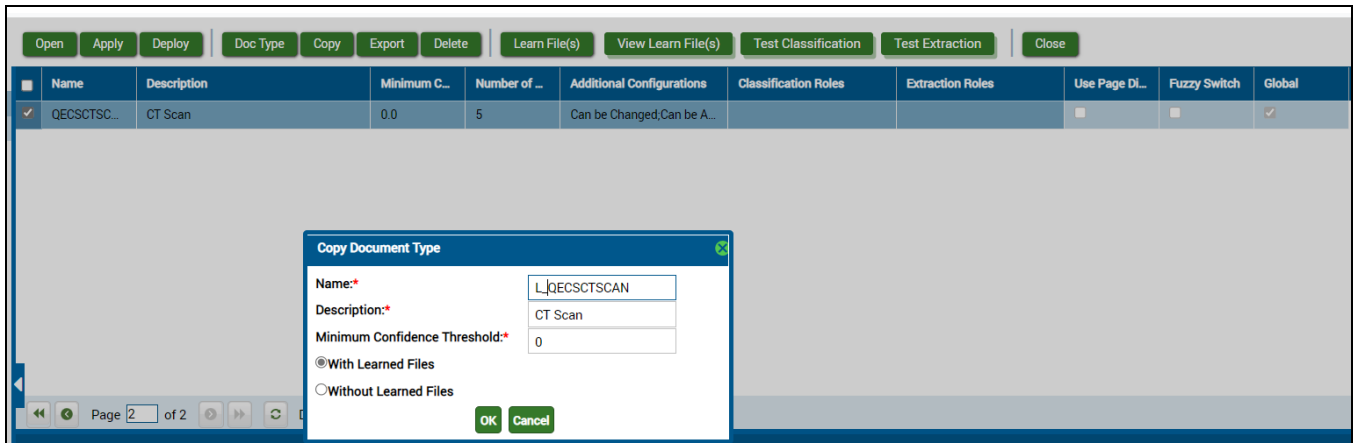 Open Apply Deploy Doc Type Copy Export Delete Learn File(s) View Learn File(s) Test Classification Test Extraction Close
Name Description Minimum C... Number of ... Additional Configurations Classification Roles Extraction Roles Use Page Di... Fuzzy Switch Global
QECSCTSC... CT Scan 0.0 5 Can be Changed;Can be A...
Copy Document Type
Name:* L_QECSCTSCAN
Description:* CT Scan
Minimum Confidence Threshold:* 0
With Learned Files
Without Learned Files
OK Cancel
Page 2 of 2